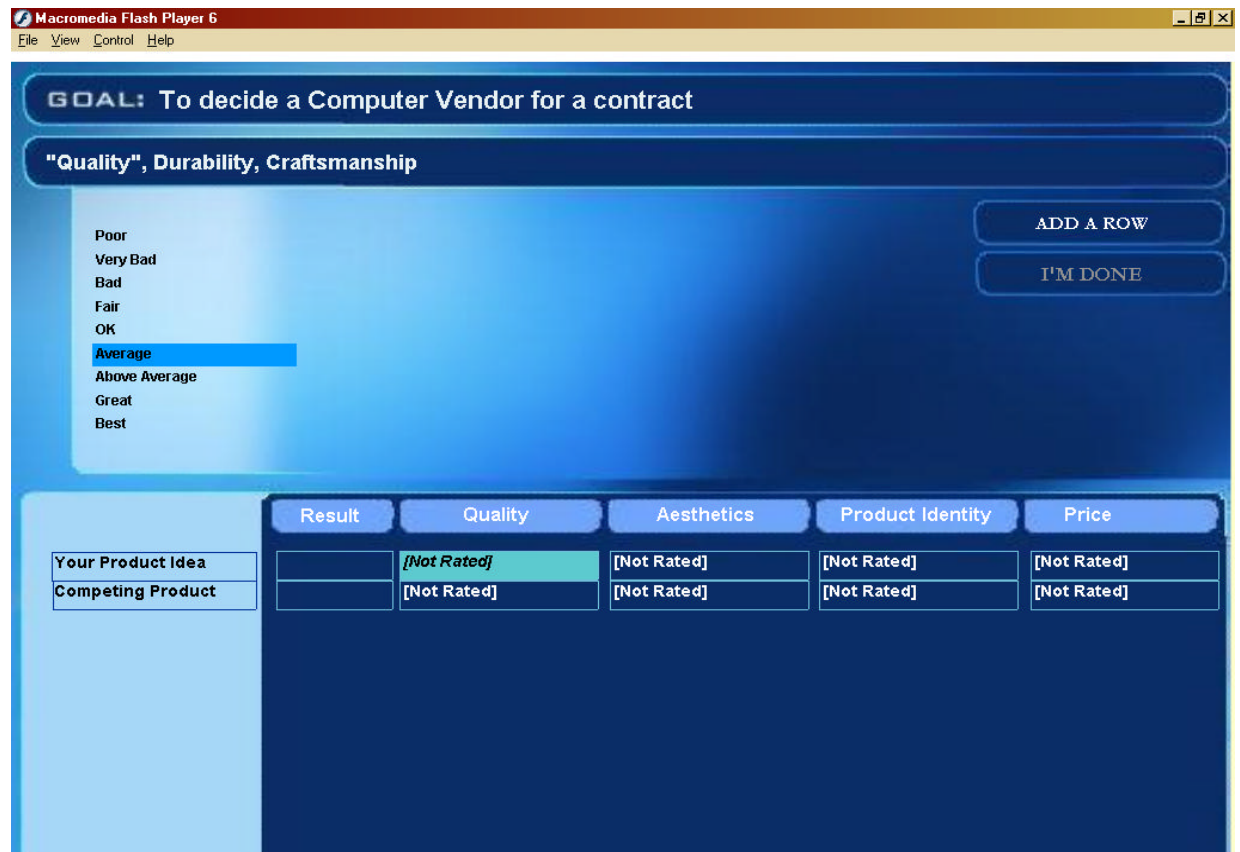 Macromedia Flash Player 6
File View Control Help
GOAL: To decide a Computer Vendor for a contract
"Quality", Durability, Craftsmanship
ADD A ROW
I'M DONE
Poor
Very Bad
Bad
Fair
OK
Average
Above Average
Great
Best
Result Quality Aesthetics Product Identity Price
Your Product Idea [Not Rated] [Not Rated] [Not Rated] [Not Rated]
Competing Product [Not Rated] [Not Rated] [Not Rated] [Not Rated]